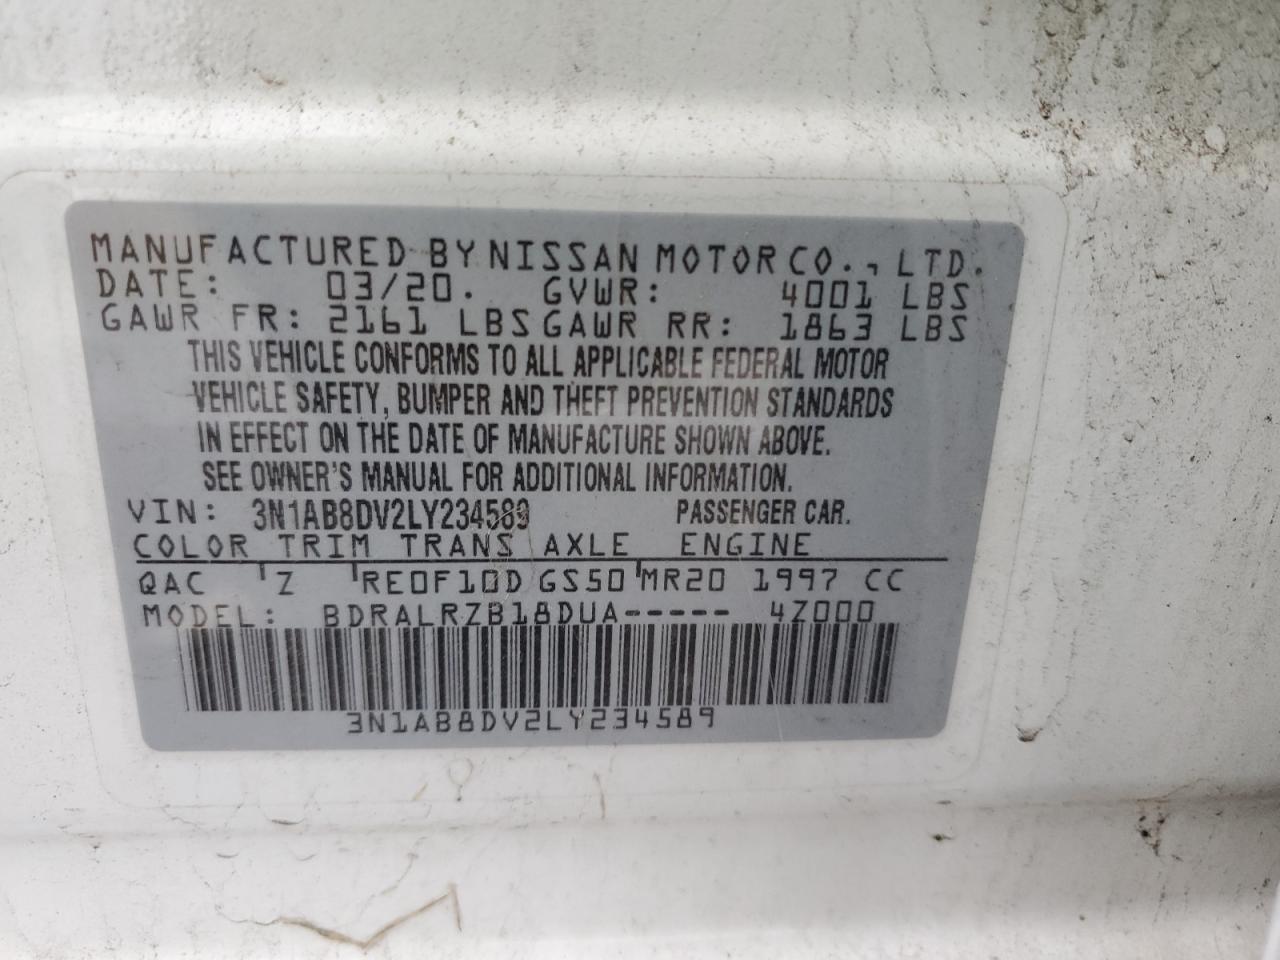 MANUFACTURED BY NISSAN MOTOR CO., LTD.
DATE: 03/20. GVWR: 4001 LBS
GAWR FR: 2161 LBS GAWR RR: 1863 LBS
THIS VEHICLE CONFORMS TO ALL APPLICABLE FEDERAL MOTOR
VEHICLE SAFETY, BUMPER AND THEFT PREVENTION STANDARDS
IN EFFECT ON THE DATE OF MANUFACTURE SHOWN ABOVE.
SEE OWNER'S MANUAL FOR ADDITIONAL INFORMATION.
VIN: 3N1AB8DV2LY234589 PASSENGER CAR.
COLOR TRIM TRANS AXLE ENGINE
QAC Z RE0F10D GS50 MR20 1997 CC
MODEL: BDRALRZB18DUA----- 4Z000
3N1AB8DV2LY234589